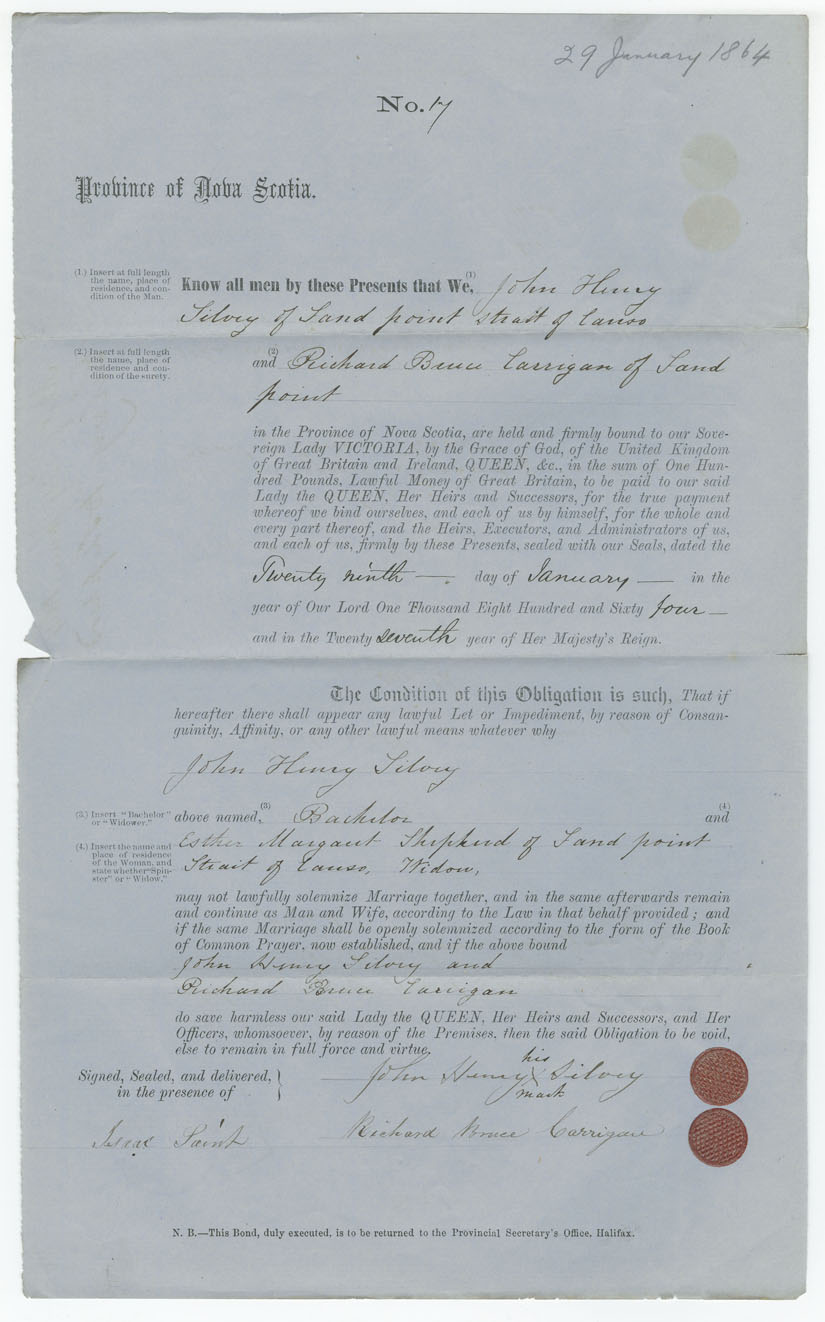 29 January 1864
No. 17
Province of Nova Scotia.
(1.) Insert at full length
the name, place of
residence, and con-
dition of the Man.
Know all men by these Presents that We, (1) John Henry
Silvey of Sand point Strait of Canso
(2.) Insert at full length
the name, place of
residence and con-
dition of the surety.
and (2) Richard Bruce Carrigan of Sand
point
in the Province of Nova Scotia, are held and firmly bound to our Sove-
reign Lady VICTORIA, by the Grace of God, of the United Kingdom
of Great Britain and Ireland, QUEEN, &c., in the sum of One Hun-
dred Pounds, Lawful Money of Great Britain, to be paid to our said
Lady the QUEEN, Her Heirs and Successors, for the true payment
whereof we bind ourselves, and each of us by himself, for the whole and
every part thereof, and the Heirs, Executors, and Administrators of us,
and each of us, firmly by these Presents, sealed with our Seals, dated the
Twenty ninth — . day of January — in the
year of Our Lord One Thousand Eight Hundred and Sixty four —
and in the Twenty seventh year of Her Majesty's Reign.
The Condition of this Obligation is such, That if
hereafter there shall appear any lawful Let or Impediment, by reason of Consan-
guinity, Affinity, or any other lawful means whatever why
John Henry Silvey
(3.) Insert "Bachelor"
or "Widower."
above named, (3) Bachelor and (4)
(4.) Insert the name and
place of residence
of the Woman, and
state whether "Spin-
ster" or "Widow."
Esther Margaret Shepherd of Sand point
Strait of Canso, Widow,
may not lawfully solemnize Marriage together, and in the same afterwards remain
and continue as Man and Wife, according to the Law in that behalf provided; and
if the same Marriage shall be openly solemnized according to the form of the Book
of Common Prayer, now established, and if the above bound
John Henry Silvey and
Richard Bruce Carrigan
do save harmless our said Lady the QUEEN, Her Heirs and Successors, and Her
Officers, whomsoever, by reason of the Premises, then the said Obligation to be void,
else to remain in full force and virtue.
Signed, Sealed, and delivered,
in the presence of
John Henry his X mark Silvey
Isiax Saint
Richard Bruce Carrigan
N. B.—This Bond, duly executed, is to be returned to the Provincial Secretary's Office, Halifax.